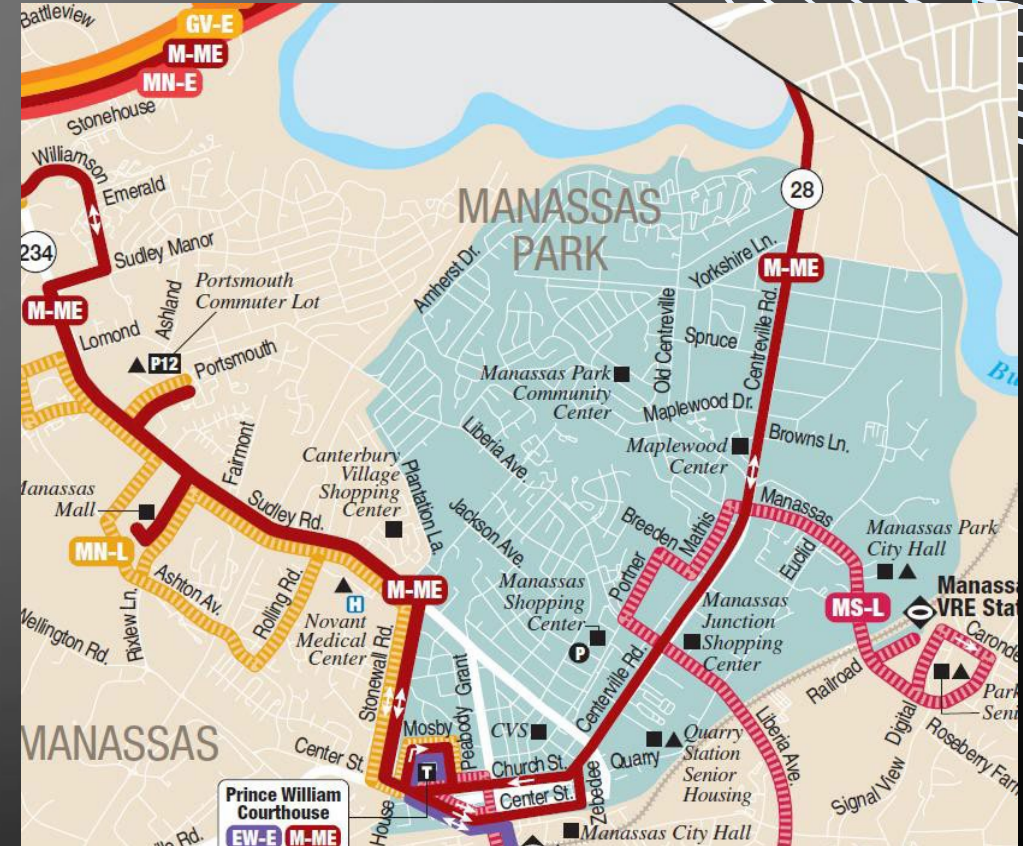 Battleview
GV-E
M-ME
MN-E
Stonehouse
Williamson
Emerald
28
MANASSAS
PARK
234
Sudley Manor
Amherst Dr.
Yorkshire Ln.
M-ME
Portsmouth
Commuter Lot
M-ME
Ashland
Lomond
Old Centreville
Centreville Rd.
Spruce
P12
Portsmouth
Manassas Park
Community
Center
Maplewood Dr.
Browns Ln.
Maplewood
Center
Fairmont
Canterbury
Village
Shopping
Center
Plantation La.
Liberia Ave.
Manassas
Mall
Sudley Rd.
Jackson Ave.
Breeden
Mathis
Manassas
Manassas Park
City Hall
MN-L
Euclid
Ashton Av.
Rolling Rd.
M-ME
Manassas
Shopping
Center
Portner
Manassas
Junction
Shopping
Center
MS-L
VRE
H
Novant
Medical
Center
P
Wellington Rd.
Rixlew Ln.
Stonewall Rd.
Grant
Peabody
Centerville Rd.
Railroad
Digital
MANASSAS
Center St.
Mosby
CVS
Quarry
Quarry
Station
Senior
Housing
Liberia Ave.
Signal View
Roseberry
T
Church St.
Center St.
Zebedee
Prince William
Courthouse
EW-E M-ME
House
Rd.
Manassas City Hall